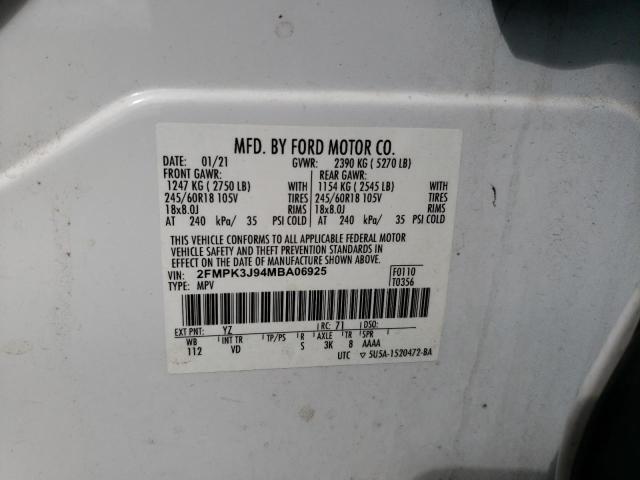 MFD. BY FORD MOTOR CO.
DATE: 01/21 GVWR: 2390 KG ( 5270 LB)
FRONT GAWR: REAR GAWR:
1247 KG ( 2750 LB) WITH 1154 KG ( 2545 LB) WITH
245/60R18 105V TIRES 245/60R18 105V TIRES
18x8.0J RIMS 18x8.0J RIMS
AT 240 kPa/ 35 PSI COLD AT 240 kPa/ 35 PSI COLD
THIS VEHICLE CONFORMS TO ALL APPLICABLE FEDERAL MOTOR
VEHICLE SAFETY AND THEFT PREVENTION STANDARDS IN
EFFECT ON THE DATE OF MANUFACTURE SHOWN ABOVE.
VIN: 2FMPK3J94MBA06925 F0110
TYPE: MPV T0356
EXT PNT: YZ RC: 71 DSO:
WB INT TR TP/PS R AXLE TR SPR
112 VD S 3K 8 AAAA
UTC ▽ 5U5A-1520472-BA